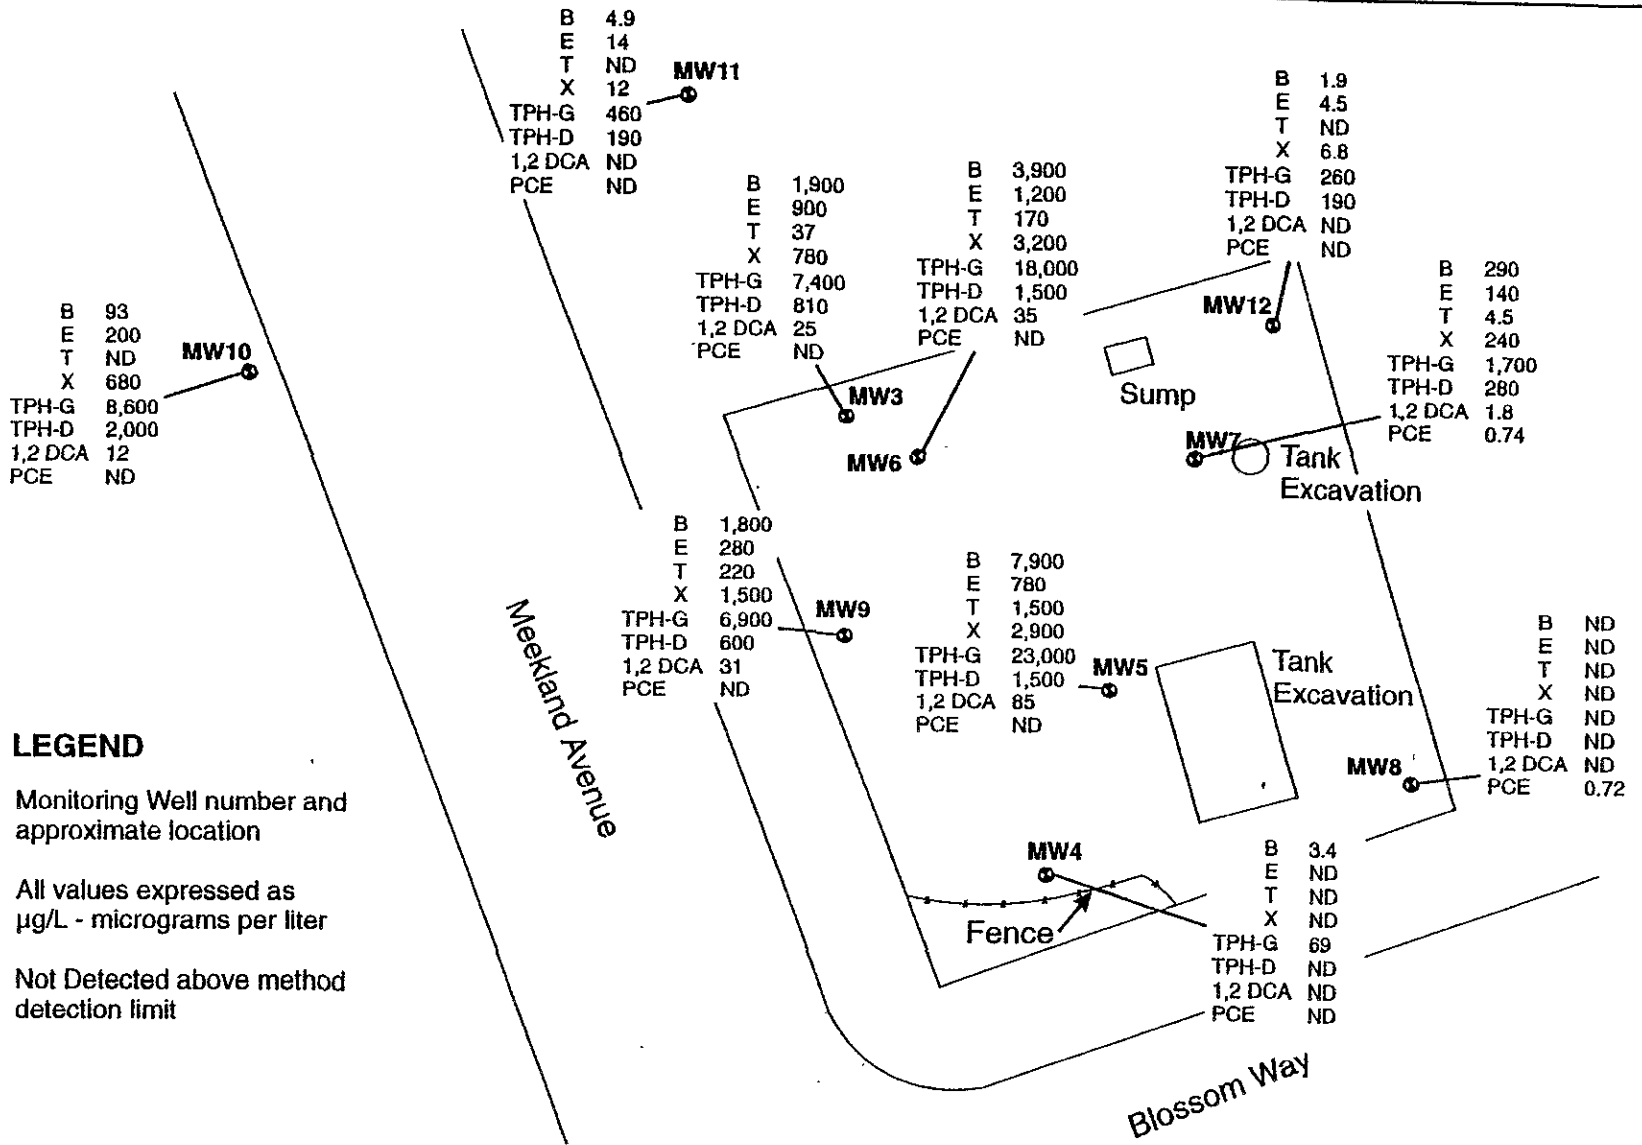 B 4.9
E 14
T ND
X 12
TPH-G 460
TPH-D 190
1,2 DCA ND
PCE ND
MW11
B 1.9
E 4.5
T ND
X 6.8
TPH-G 260
TPH-D 190
1,2 DCA ND
PCE ND
MW12
B 1,900
E 900
T 37
X 780
TPH-G 7,400
TPH-D 810
1,2 DCA 25
PCE ND
MW3
B 3,900
E 1,200
T 170
X 3,200
TPH-G 18,000
TPH-D 1,500
1,2 DCA 35
PCE ND
MW6
B 290
E 140
T 4.5
X 240
TPH-G 1,700
TPH-D 280
1,2 DCA 1.8
PCE 0.74
MW7
Sump
Tank
Excavation
B 93
E 200
T ND
X 680
TPH-G 8,600
TPH-D 2,000
1,2 DCA 12
PCE ND
MW10
B 1,800
E 280
T 220
X 1,500
TPH-G 6,900
TPH-D 600
1,2 DCA 31
PCE ND
MW9
B 7,900
E 780
T 1,500
X 2,900
TPH-G 23,000
TPH-D 1,500
1,2 DCA 85
PCE ND
MW5
Tank
Excavation
B ND
E ND
T ND
X ND
TPH-G ND
TPH-D ND
1,2 DCA ND
PCE 0.72
MW8
Meekland Avenue
LEGEND
Monitoring Well number and
approximate location
All values expressed as
µg/L - micrograms per liter
Not Detected above method
detection limit
MW4
Fence
B 3.4
E ND
T ND
X ND
TPH-G 69
TPH-D ND
1,2 DCA ND
PCE ND
Blossom Way